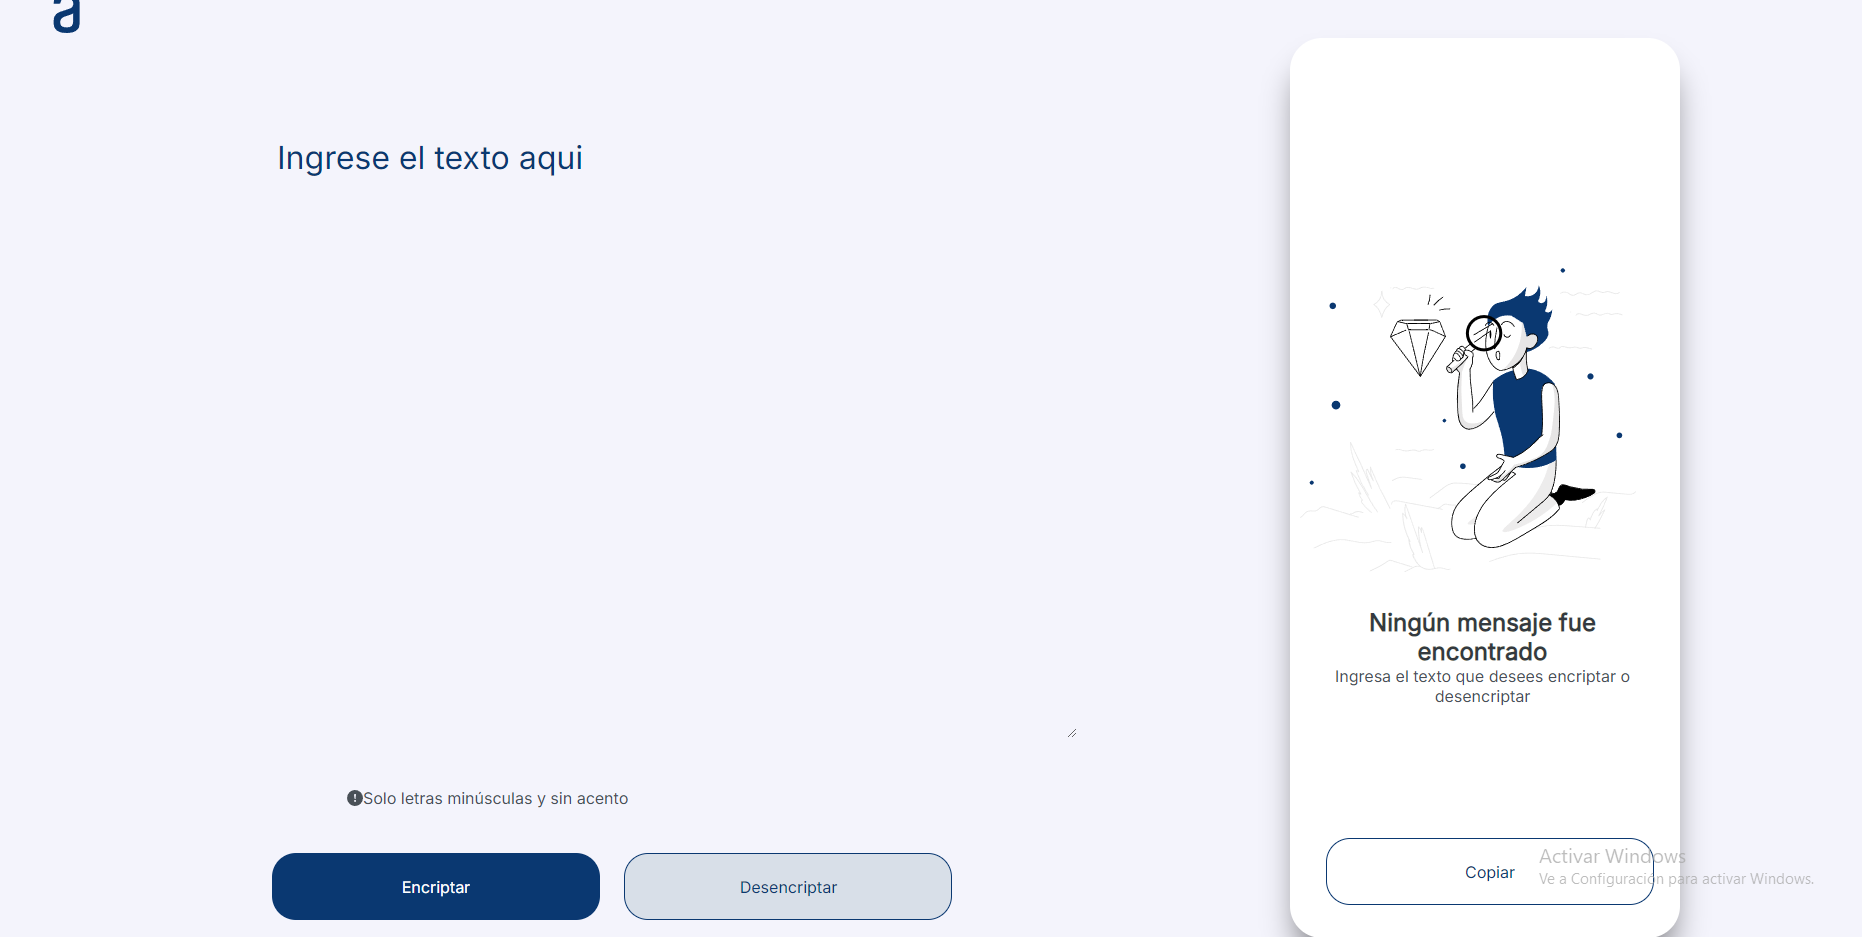 a
Ingrese el texto aqui
Solo letras minúsculas y sin acento
Encriptar
Desencriptar
Ningún mensaje fue
encontrado
Ingresa el texto que desees encriptar o
desencriptar
Copiar
Activar Windows
Ve a Configuración para activar Windows.